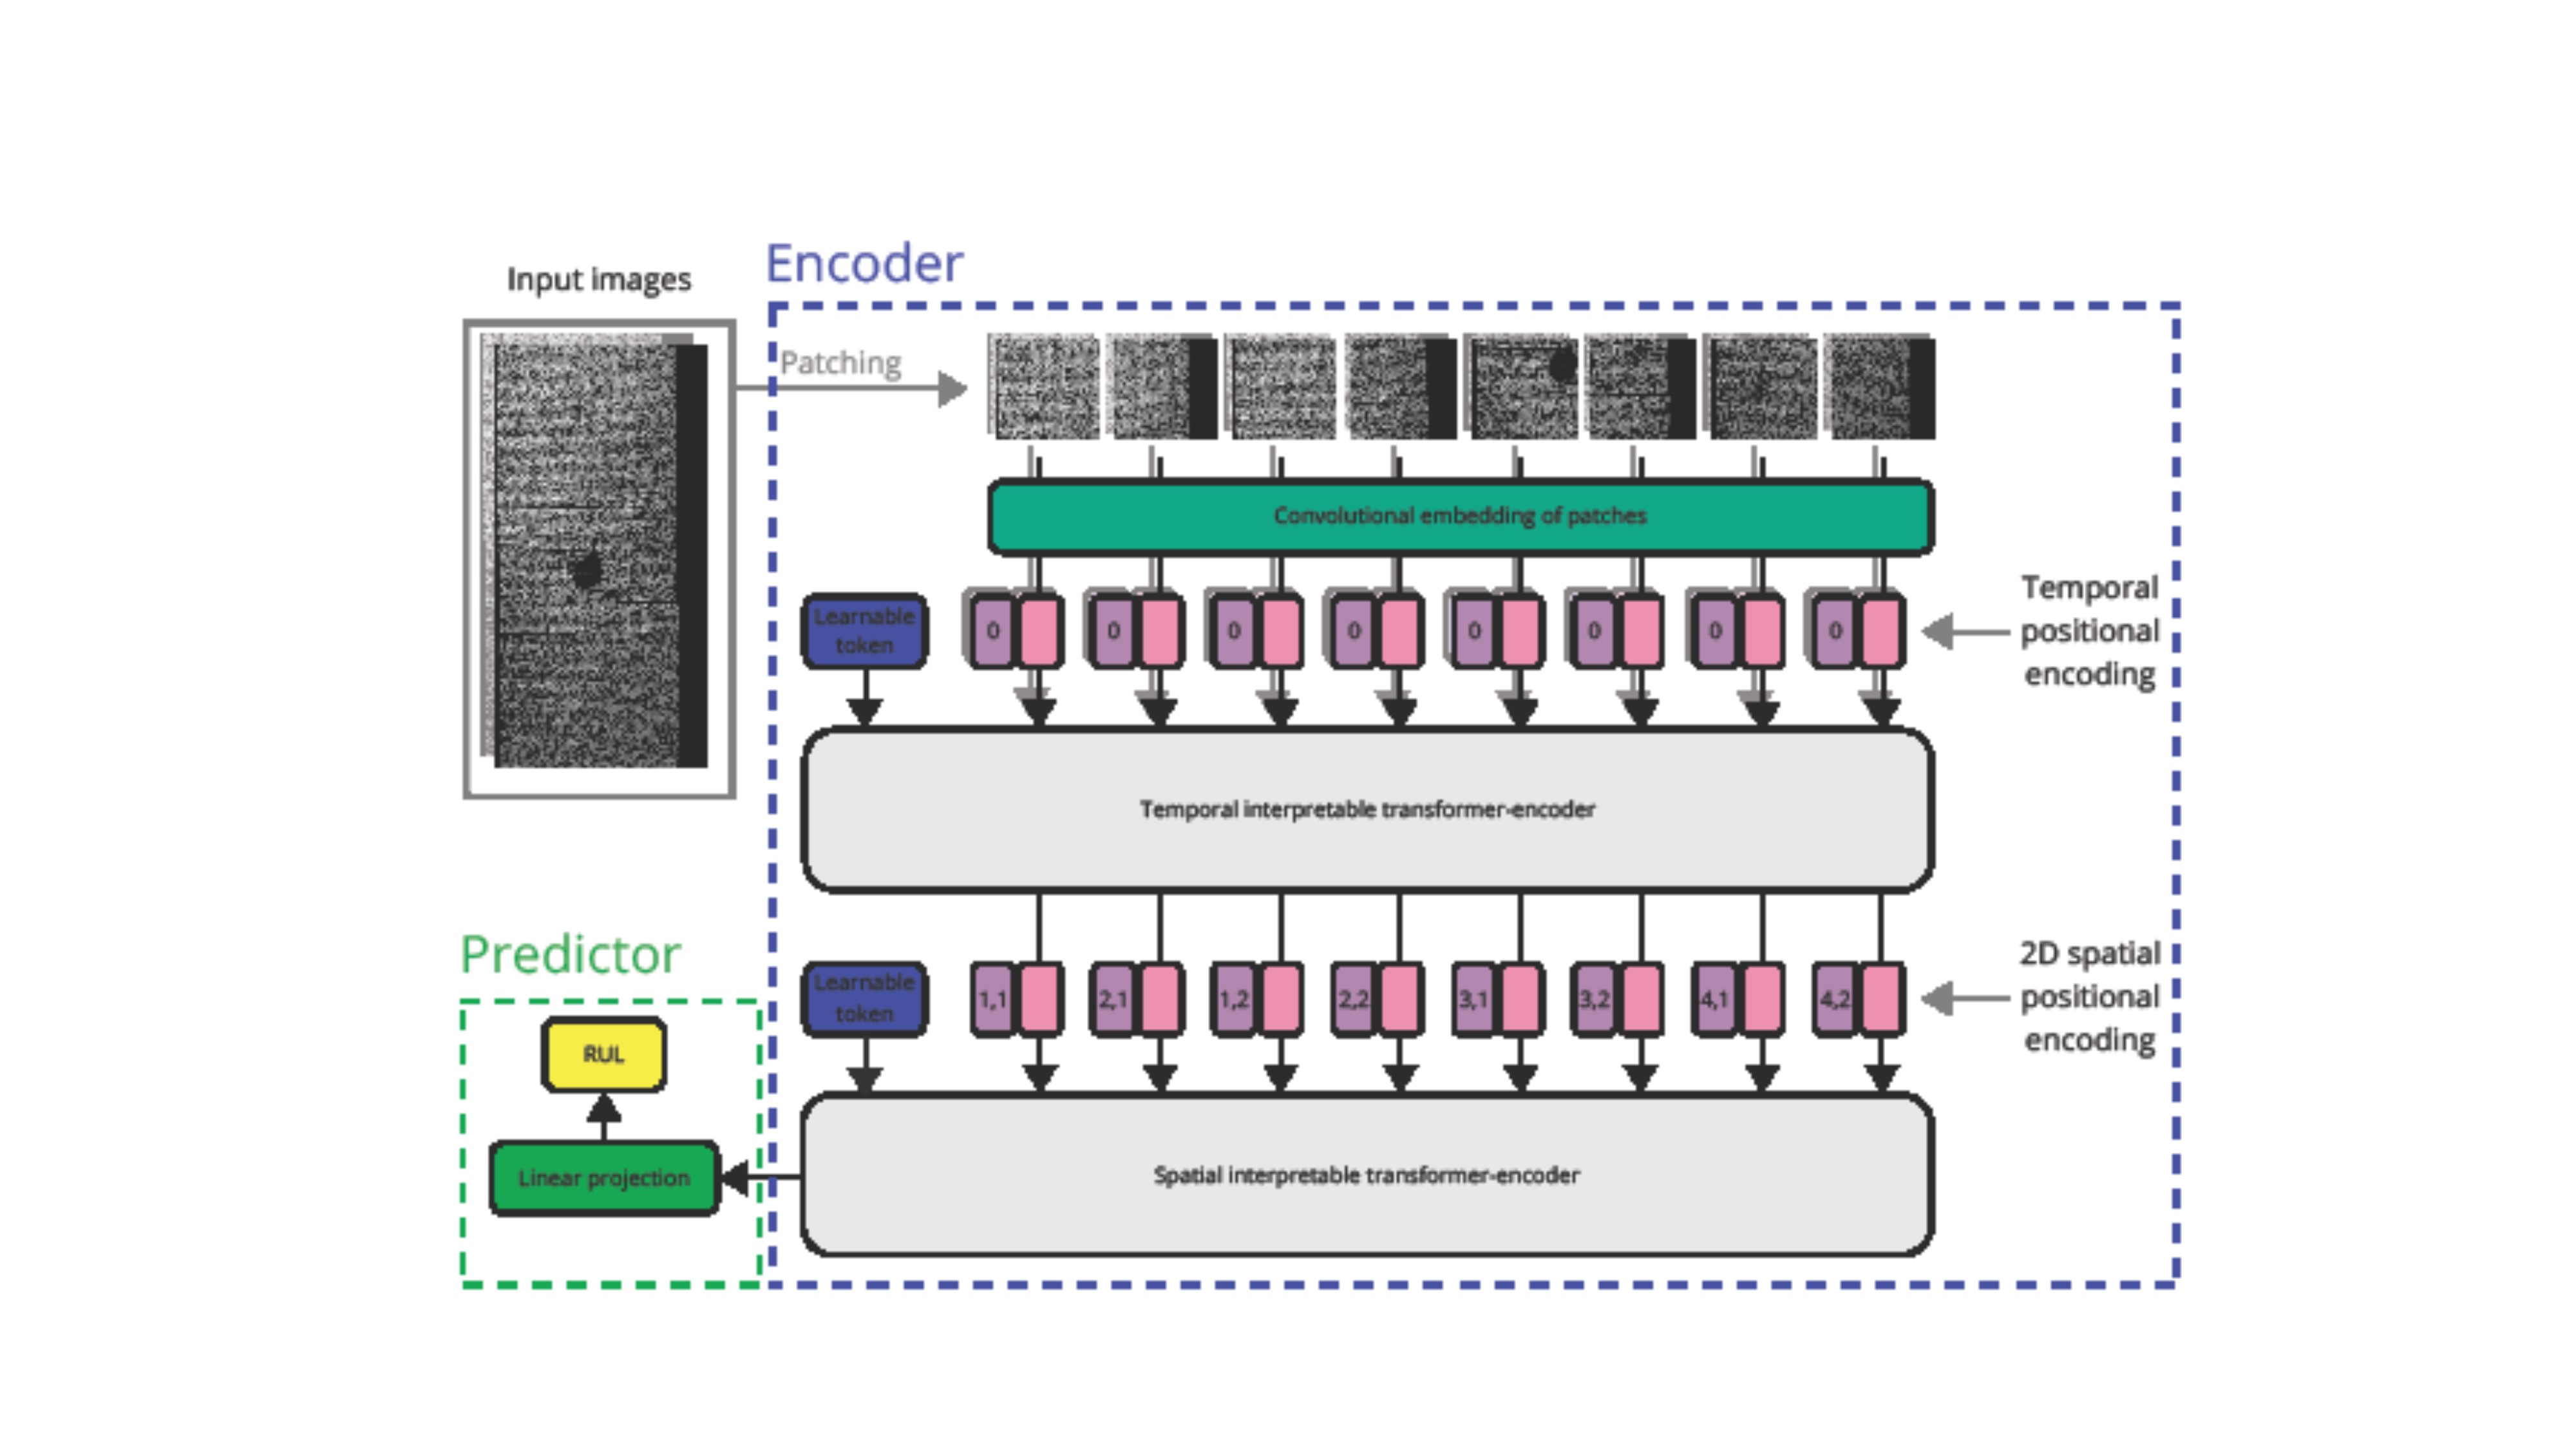 Encoder
Input images
Patching
Convolutional embedding of patches
Learnable
token
0 0 0 0 0 0 0 0
Temporal
positional
encoding
Temporal interpretable transformer-encoder
Learnable
token
1,1 2,1 1,2 2,2 3,1 3,2 4,1 4,2
2D spatial
positional
encoding
Spatial interpretable transformer-encoder
Predictor
RUL
Linear projection